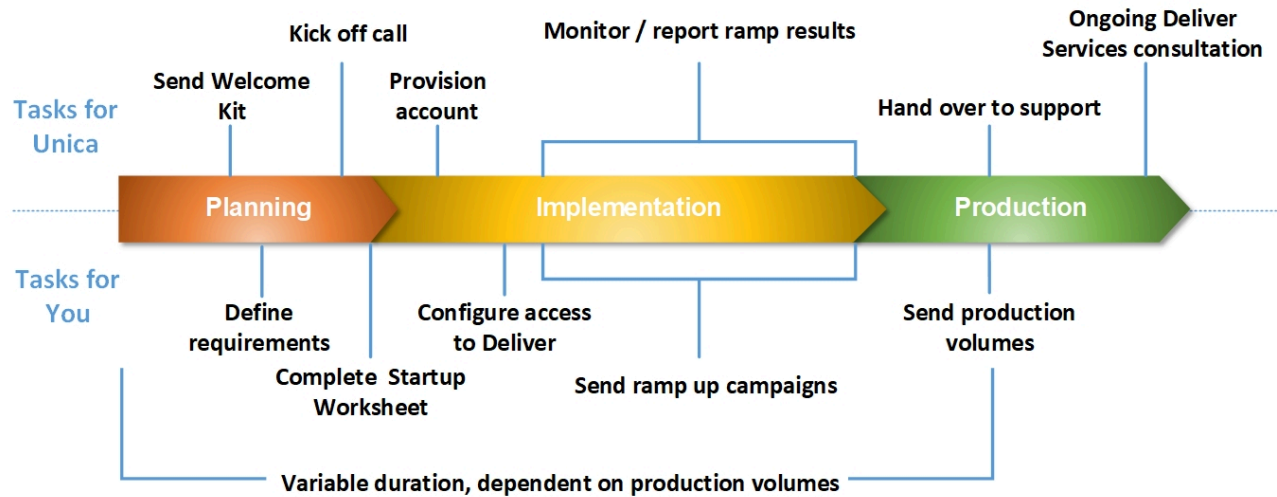 Ongoing Deliver
Services consultation
Kick off call
Monitor / report ramp results
Send Welcome
Kit
Provision
account
Tasks for
Unica
Hand over to support
Planning
Implementation
Production
Tasks for
You
Define
requirements
Configure access
to Deliver
Send production
volumes
Complete Startup
Worksheet
Send ramp up campaigns
Variable duration, dependent on production volumes